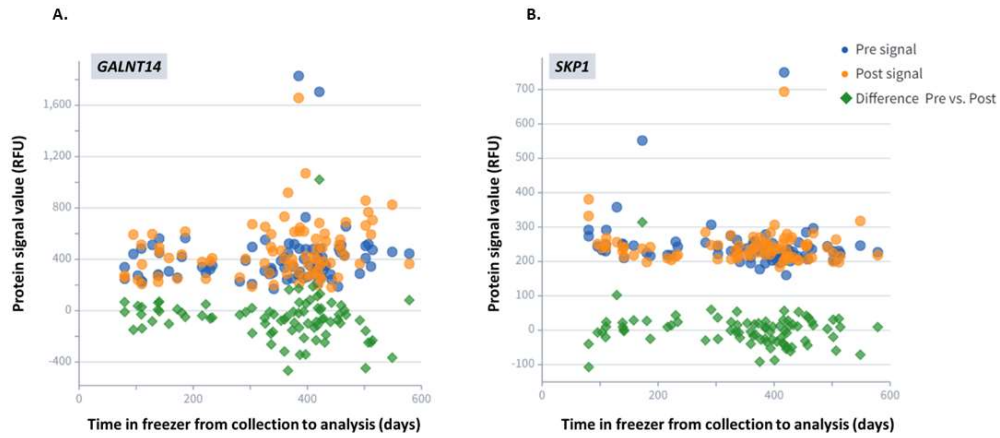 A.
B.
GALNT14
SKP1
Pre signal
Post signal
Difference Pre vs. Post
Protein signal value (RFU)
1,600
1,200
800
400
0
-400
0
200
400
600
Time in freezer from collection to analysis (days)
Protein signal value (RFU)
700
600
500
400
300
200
100
0
-100
0
200
400
600
Time in freezer from collection to analysis (days)